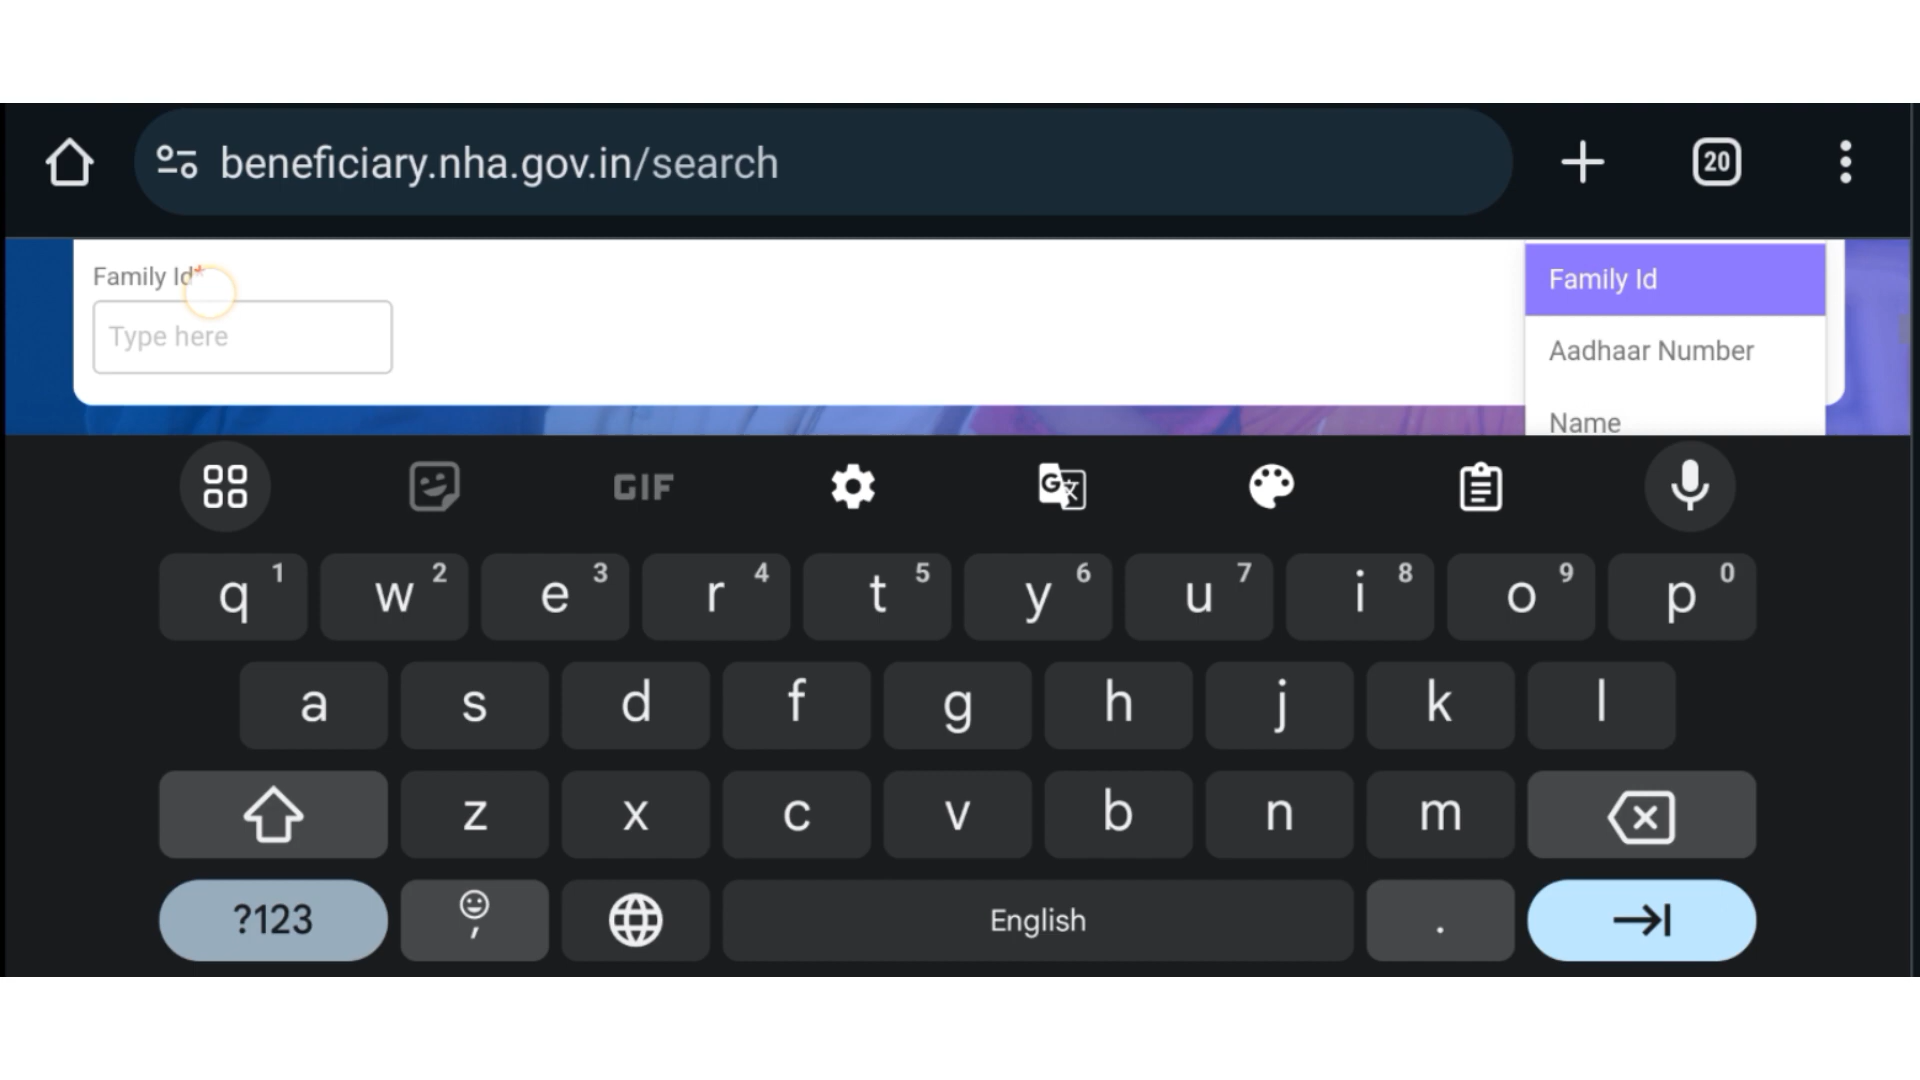 beneficiary.nha.gov.in/search
20
Family Id*
Type here
Family Id
Aadhaar Number
Name
GIF
G
q 1 w 2 e 3 r 4 t 5 y 6 u 7 i 8 o 9 p 0
a s d f g h j k l
z x c v b n m
?123 , English .